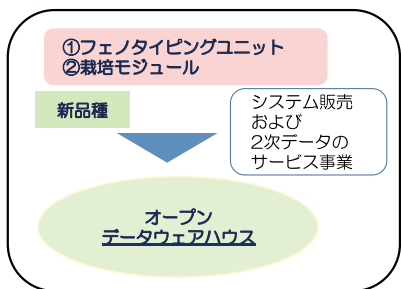 ①フェノタイピングユニット
②栽培モジュール
新品種
システム販売
および
2次データの
サービス事業
オープン
データウェアハウス